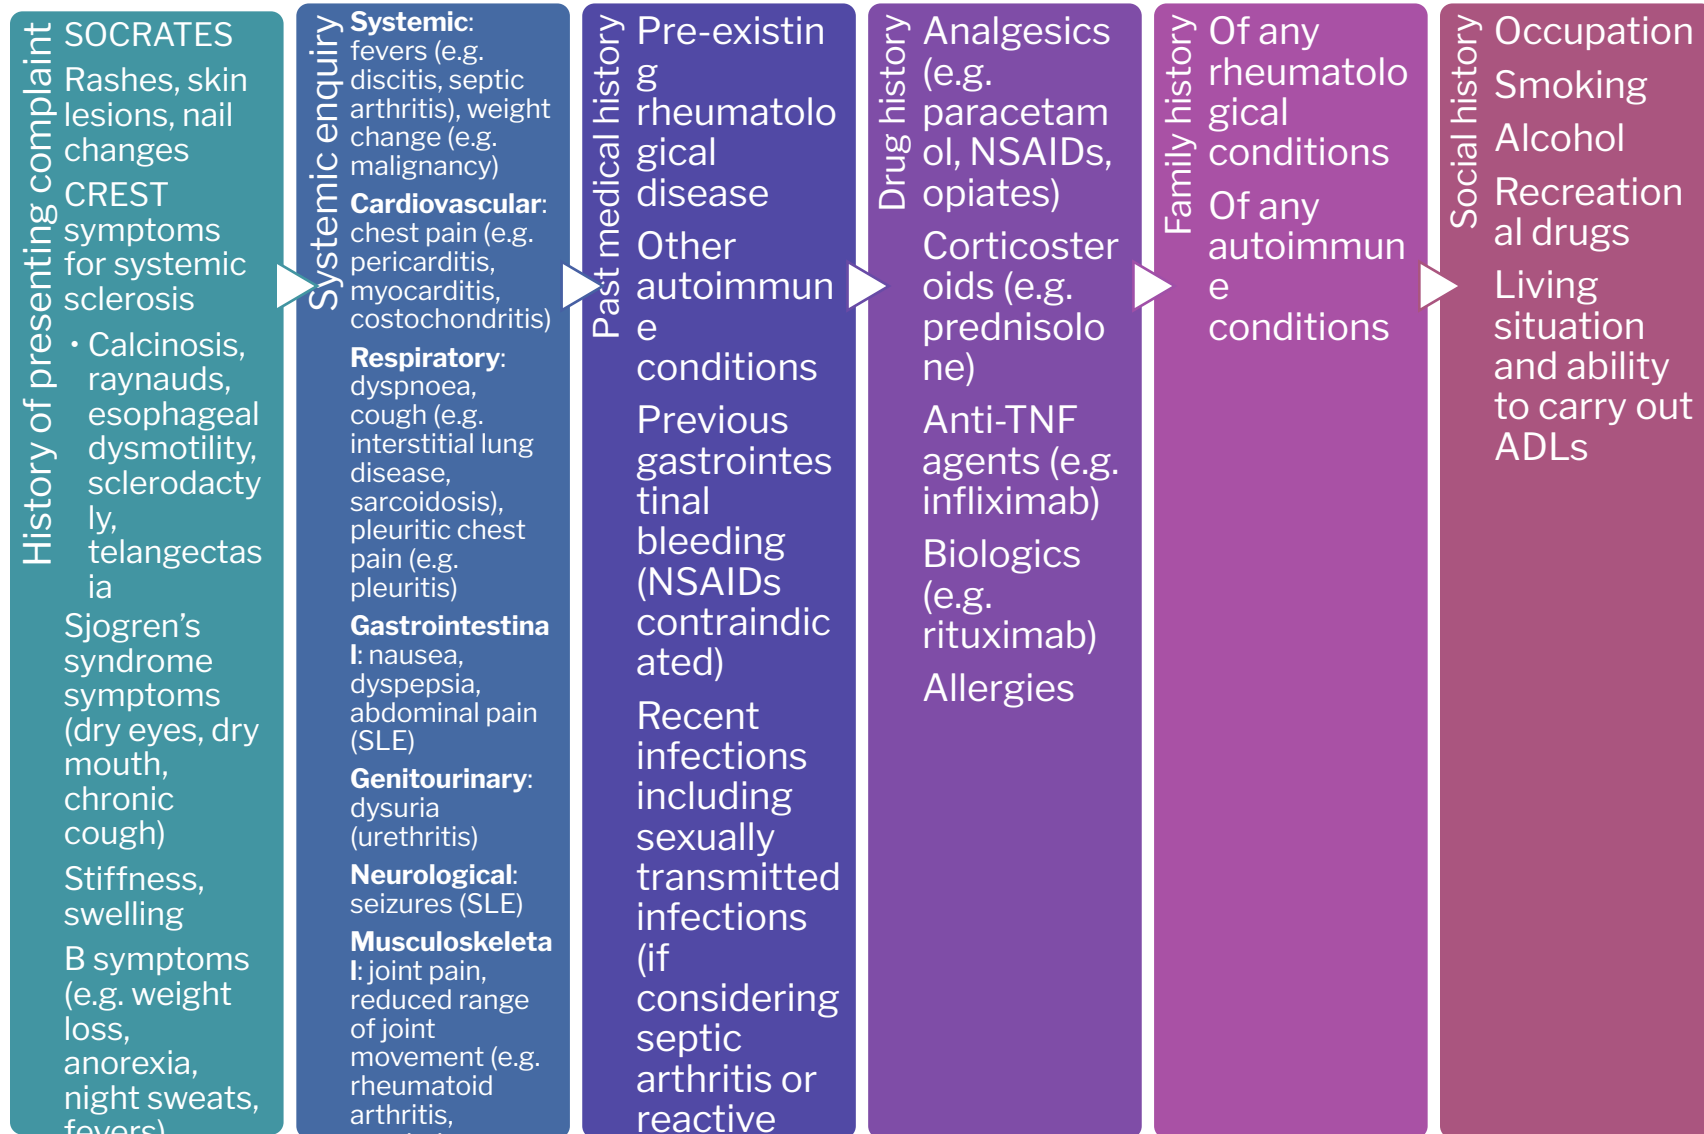 History of presenting complaint
SOCRATES
Rashes, skin
lesions, nail
changes
CREST
symptoms
for systemic
sclerosis
• Calcinosis,
raynauds,
esophageal
dysmotility,
sclerodacty
ly,
telangectas
ia
Sjogren’s
syndrome
symptoms
(dry eyes, dry
mouth,
chronic
cough)
Stiffness,
swelling
B symptoms
(e.g. weight
loss,
anorexia,
night sweats,
fevers)
Systemic enquiry
Systemic:
fevers (e.g.
discitis, septic
arthritis), weight
change (e.g.
malignancy)
Cardiovascular:
chest pain (e.g.
pericarditis,
myocarditis,
costochondritis)
Respiratory:
dyspnoea,
cough (e.g.
interstitial lung
disease,
sarcoidosis),
pleuritic chest
pain (e.g.
pleuritis)
Gastrointestina
l: nausea,
dyspepsia,
abdominal pain
(SLE)
Genitourinary:
dysuria
(urethritis)
Neurological:
seizures (SLE)
Musculoskeleta
l: joint pain,
reduced range
of joint
movement (e.g.
rheumatoid
arthritis,
Past medical history
Pre-existin
g
rheumatolo
gical
disease
Other
autoimmun
e
conditions
Previous
gastrointes
tinal
bleeding
(NSAIDs
contraindic
ated)
Recent
infections
including
sexually
transmitted
infections
(if
considering
septic
arthritis or
reactive
Drug history
Analgesics
(e.g.
paracetam
ol, NSAIDs,
opiates)
Corticoster
oids (e.g.
prednisolo
ne)
Anti-TNF
agents (e.g.
infliximab)
Biologics
(e.g.
rituximab)
Allergies
Family history
Of any
rheumatolo
gical
conditions
Of any
autoimmun
e
conditions
Social history
Occupation
Smoking
Alcohol
Recreation
al drugs
Living
situation
and ability
to carry out
ADLs